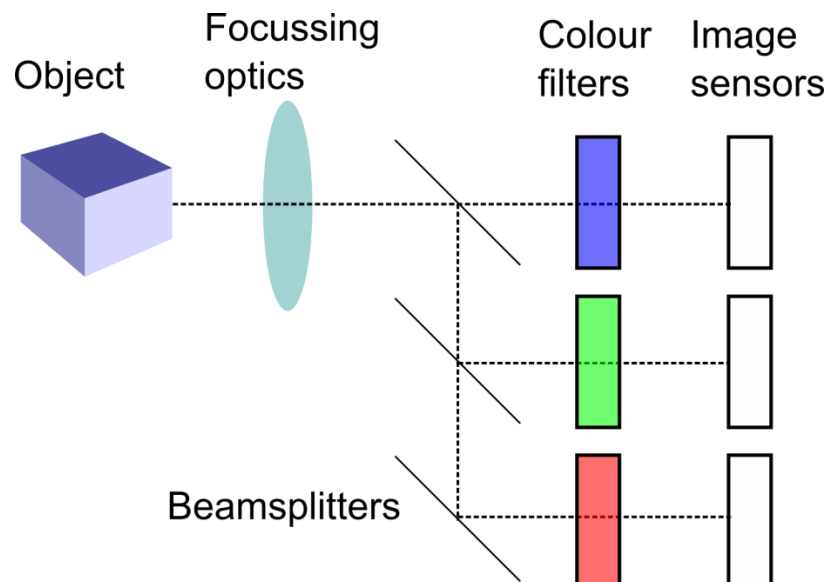 Object
Focussing
optics
Colour
filters
Image
sensors
Beamsplitters